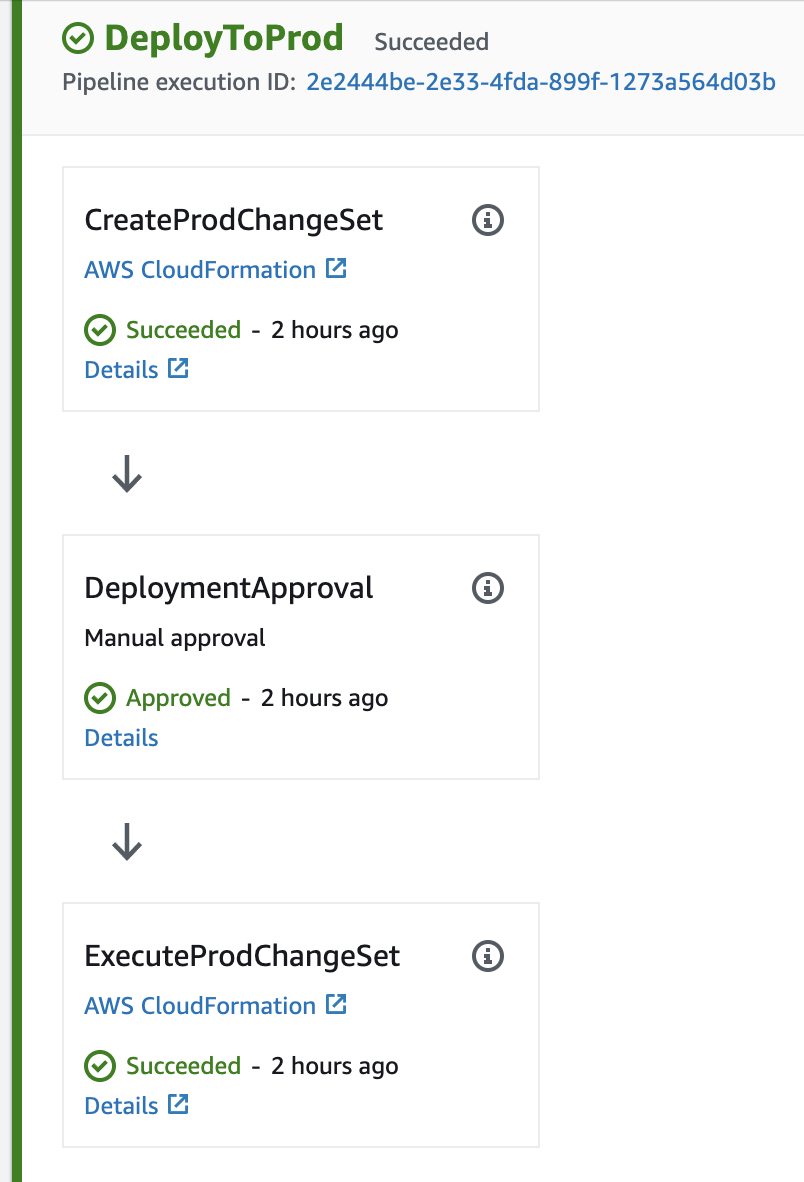 DeployToProd Succeeded
Pipeline execution ID: 2e2444be-2e33-4fda-899f-1273a564d03b
CreateProdChangeSet
AWS CloudFormation
Succeeded - 2 hours ago
Details
DeploymentApproval
Manual approval
Approved - 2 hours ago
Details
ExecuteProdChangeSet
AWS CloudFormation
Succeeded - 2 hours ago
Details